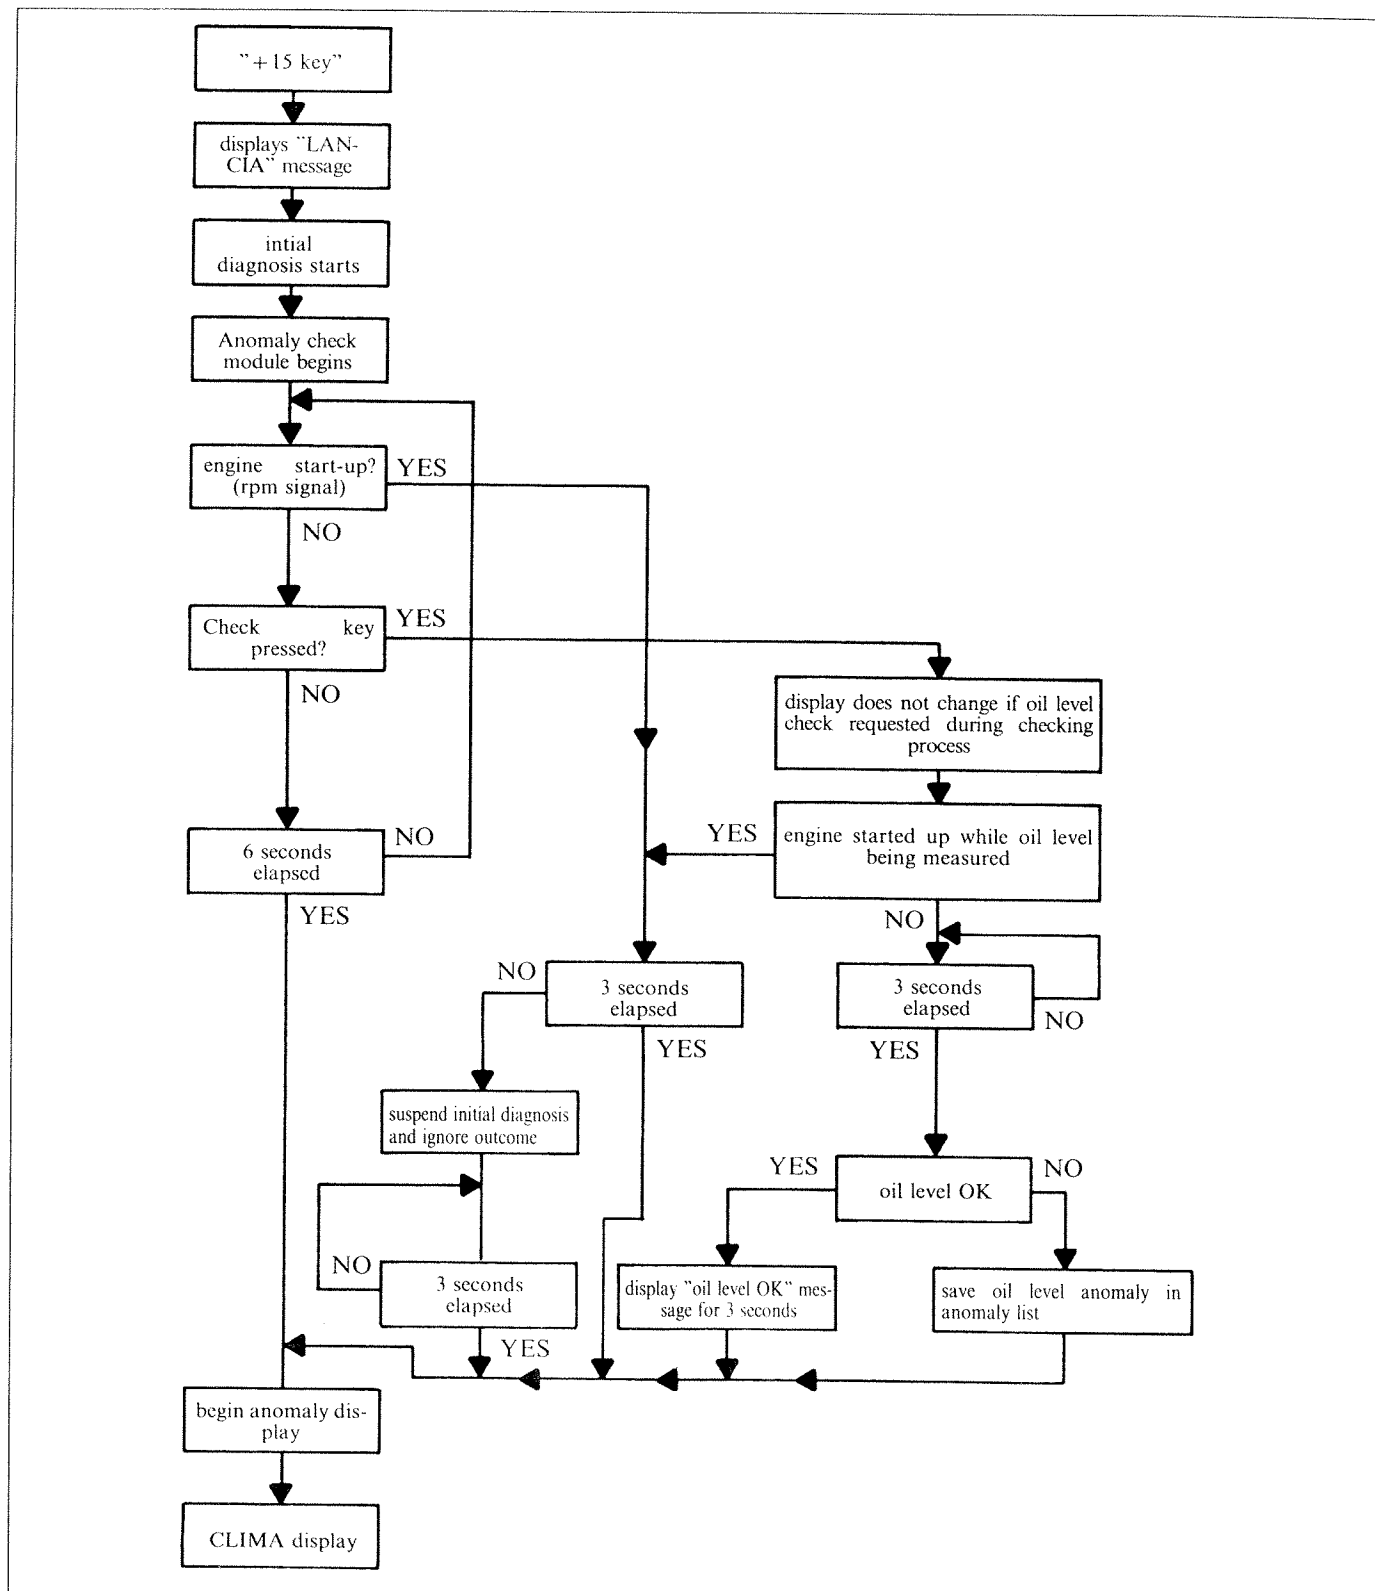 "+15 key"
displays "LAN-
CIA" message
intial
diagnosis starts
Anomaly check
module begins
engine start-up?
(rpm signal)
YES
NO
Check key
pressed?
YES
NO
6 seconds
elapsed
NO
YES
display does not change if oil level
check requested during checking
process
engine started up while oil level
being measured
YES
NO
3 seconds
elapsed
NO
YES
3 seconds
elapsed
NO
YES
suspend initial diagnosis
and ignore outcome
oil level OK
YES
NO
3 seconds
elapsed
NO
YES
display "oil level OK" mes-
sage for 3 seconds
save oil level anomaly in
anomaly list
begin anomaly dis-
play
CLIMA display